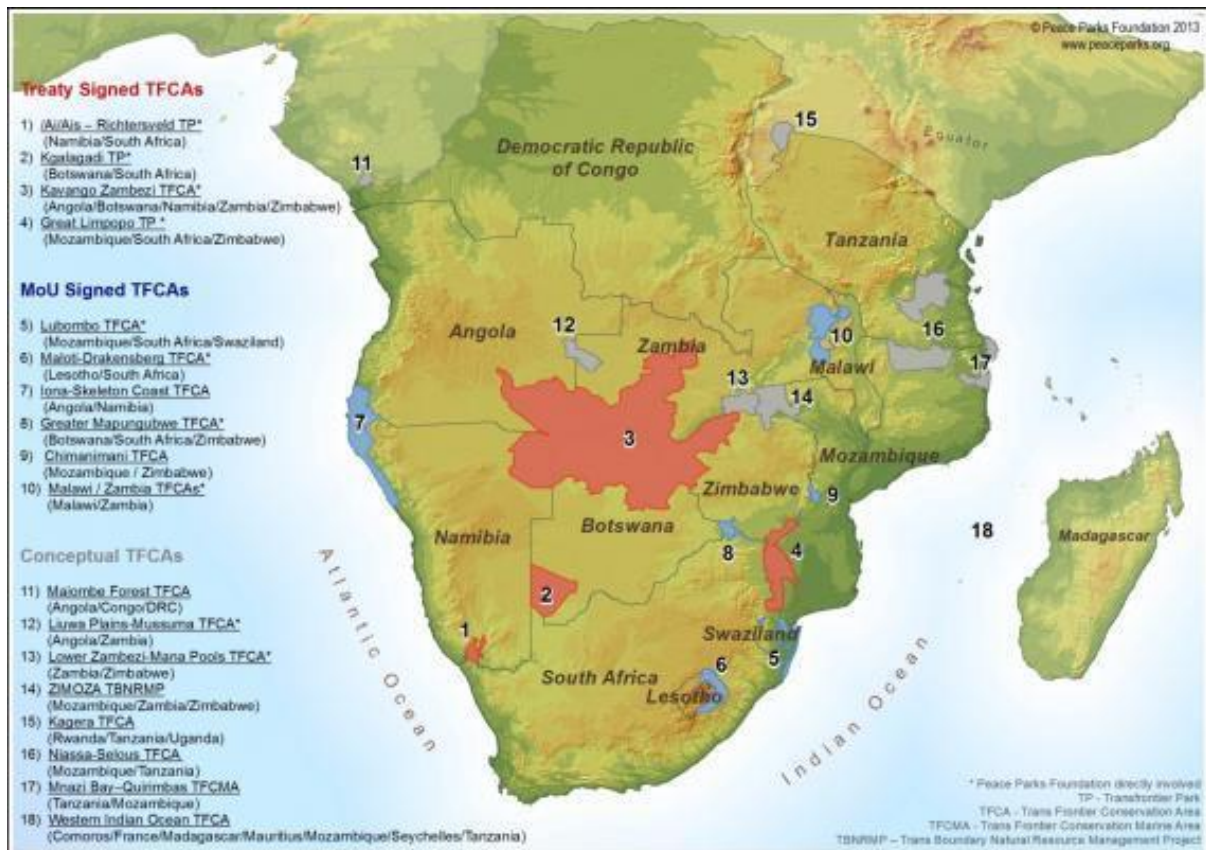 © Peace Parks Foundation 2013
www.peaceparks.org
Treaty Signed TFCAs
1) /Ai/Ais – Richtersveld TP*
(Namibia/South Africa)
2) Kgalagadi TP*
(Botswana/South Africa)
3) Kavango Zambezi TFCA*
(Angola/Botswana/Namibia/Zambia/Zimbabwe)
4) Great Limpopo TP *
(Mozambique/South Africa/Zimbabwe)
MoU Signed TFCAs
5) Lubombo TFCA*
(Mozambique/South Africa/Swaziland)
6) Maloti-Drakensberg TFCA*
(Lesotho/South Africa)
7) Iona-Skeleton Coast TFCA
(Angola/Namibia)
8) Greater Mapungubwe TFCA*
(Botswana/South Africa/Zimbabwe)
9) Chimanimani TFCA
(Mozambique / Zimbabwe)
10) Malawi / Zambia TFCAs*
(Malawi/Zambia)
Conceptual TFCAs
11) Maiombe Forest TFCA
(Angola/Congo/DRC)
12) Liuwa Plains-Mussuma TFCA*
(Angola/Zambia)
13) Lower Zambezi-Mana Pools TFCA*
(Zambia/Zimbabwe)
14) ZIMOZA TBNRMP
(Mozambique/Zambia/Zimbabwe)
15) Kagera TFCA
(Rwanda/Tanzania/Uganda)
16) Niassa-Selous TFCA
(Mozambique/Tanzania)
17) Mnazi Bay–Quirimbas TFCMA
(Tanzania/Mozambique)
18) Western Indian Ocean TFCA
(Comoros/France/Madagascar/Mauritius/Mozambique/Seychelles/Tanzania)
15
Equator
11
Democratic Republic
of Congo
Tanzania
16
17
12
Angola
Zambia
10
Malawi
13
14
7
3
Mozambique
Zimbabwe
9
Botswana
Namibia
8
4
18
Madagascar
2
1
Swaziland
5
6
South Africa
Lesotho
Atlantic Ocean
Indian Ocean
* Peace Parks Foundation directly involved
TP - Transfrontier Park
TFCA - Trans Frontier Conservation Area
TFCMA - Trans Frontier Conservation Marine Area
TBNRMP – Trans Boundary Natural Resource Management Project